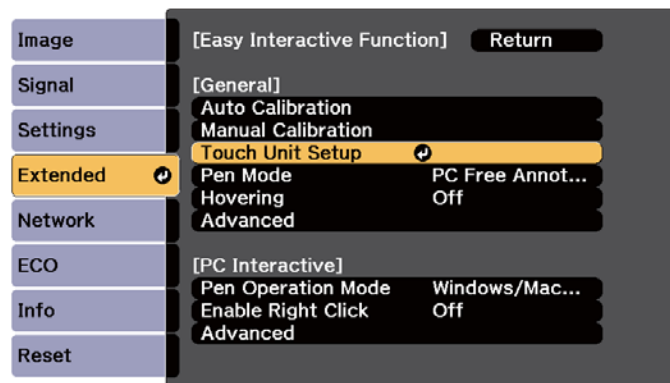 Image
Signal
Settings
Extended
Network
ECO
Info
Reset
[Easy Interactive Function] Return
[General]
Auto Calibration
Manual Calibration
Touch Unit Setup
Pen Mode PC Free Annot...
Hovering Off
Advanced
[PC Interactive]
Pen Operation Mode Windows/Mac...
Enable Right Click Off
Advanced